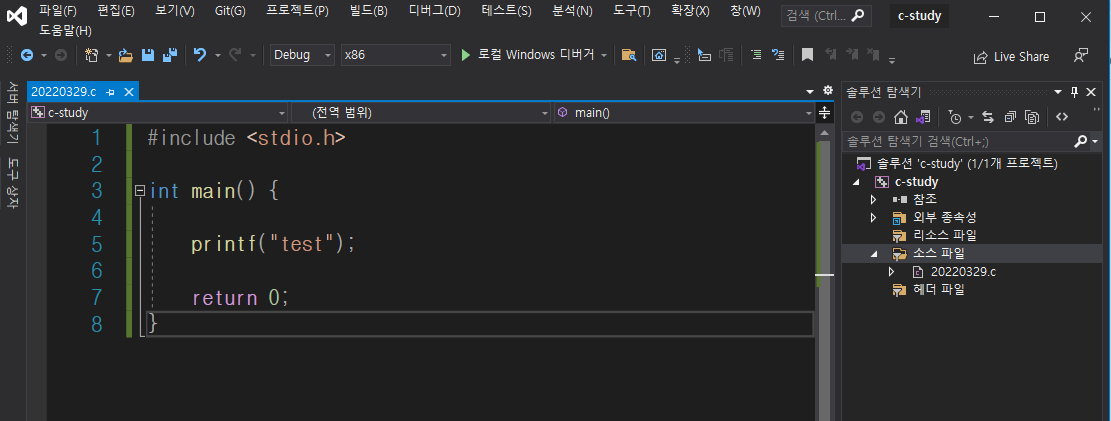 파일(F) 편집(E) 보기(V) Git(G) 프로젝트(P) 빌드(B) 디버그(D) 테스트(S) 분석(N) 도구(T) 확장(X) 창(W) 검색 (Ctrl... c-study
도움말(H)
Debug x86 로컬 Windows 디버거 Live Share
서버 탐색기
도구 상자
20220329.c
c-study (전역 범위) main()
1 #include <stdio.h>
2
3 int main() {
4
5 printf("test");
6
7 return 0;
8 }
솔루션 탐색기
솔루션 탐색기 검색(Ctrl+;)
솔루션 'c-study' (1/1개 프로젝트)
c-study
참조
외부 종속성
리소스 파일
소스 파일
20220329.c
헤더 파일